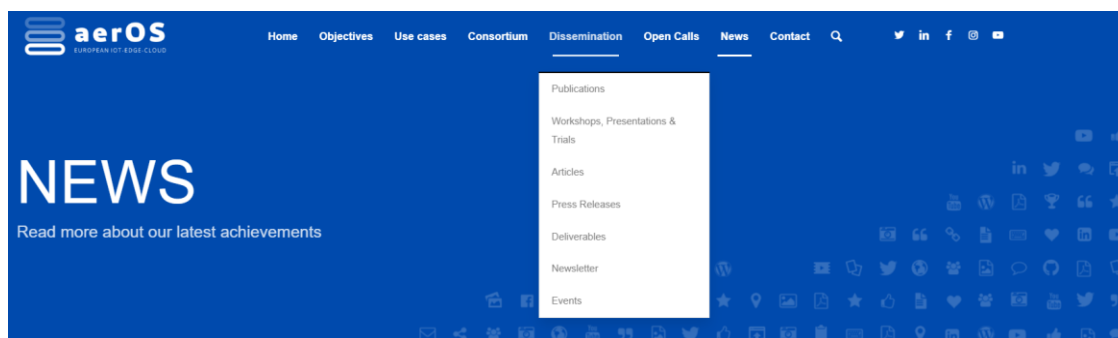 aerOS
EUROPEAN IOT-EDGE-CLOUD
Home Objectives Use cases Consortium Dissemination Open Calls News Contact
Publications
Workshops, Presentations &
Trials
Articles
Press Releases
Deliverables
Newsletter
Events
NEWS
Read more about our latest achievements